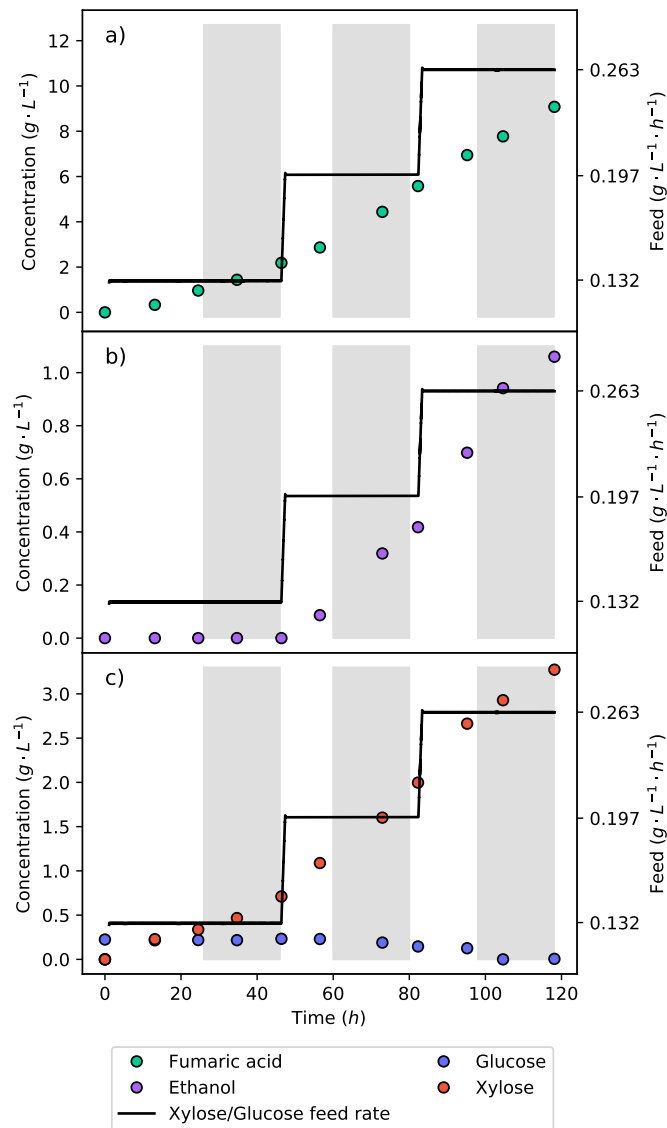 a)
12
10
8
6
4
2
0
Concentration (g · L⁻¹)
0.263
0.197
0.132
Feed (g · L⁻¹ · h⁻¹)
b)
1.0
0.8
0.6
0.4
0.2
0.0
Concentration (g · L⁻¹)
0.263
0.197
0.132
Feed (g · L⁻¹ · h⁻¹)
c)
3.0
2.5
2.0
1.5
1.0
0.5
0.0
Concentration (g · L⁻¹)
0.263
0.197
0.132
Feed (g · L⁻¹ · h⁻¹)
0 20 40 60 80 100 120
Time (h)
Fumaric acid Glucose
Ethanol Xylose
Xylose/Glucose feed rate